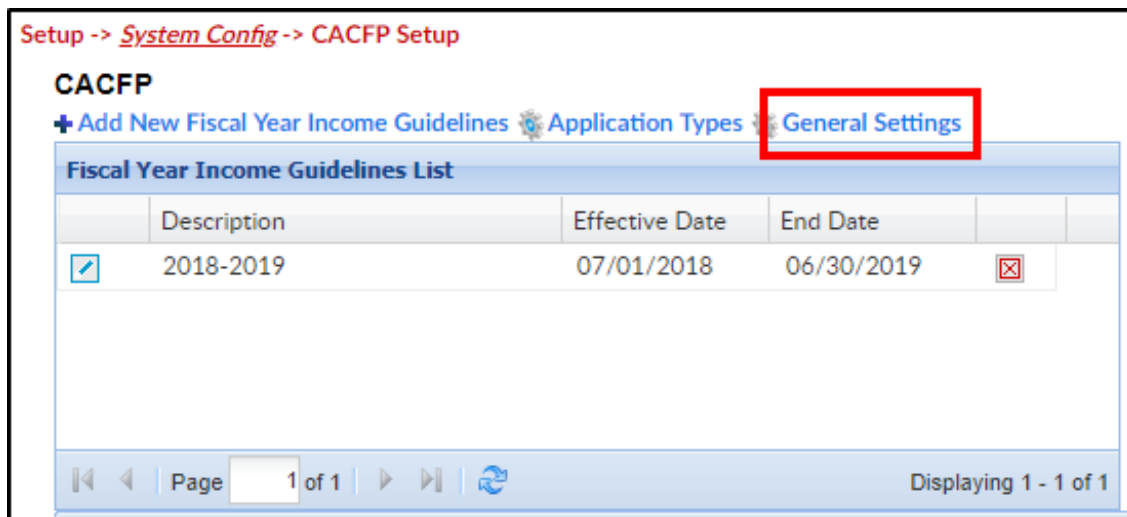 Setup -> System Config -> CACFP Setup
CACFP
Add New Fiscal Year Income Guidelines Application Types General Settings
Fiscal Year Income Guidelines List
Description Effective Date End Date
2018-2019 07/01/2018 06/30/2019
Page 1 of 1 Displaying 1 - 1 of 1